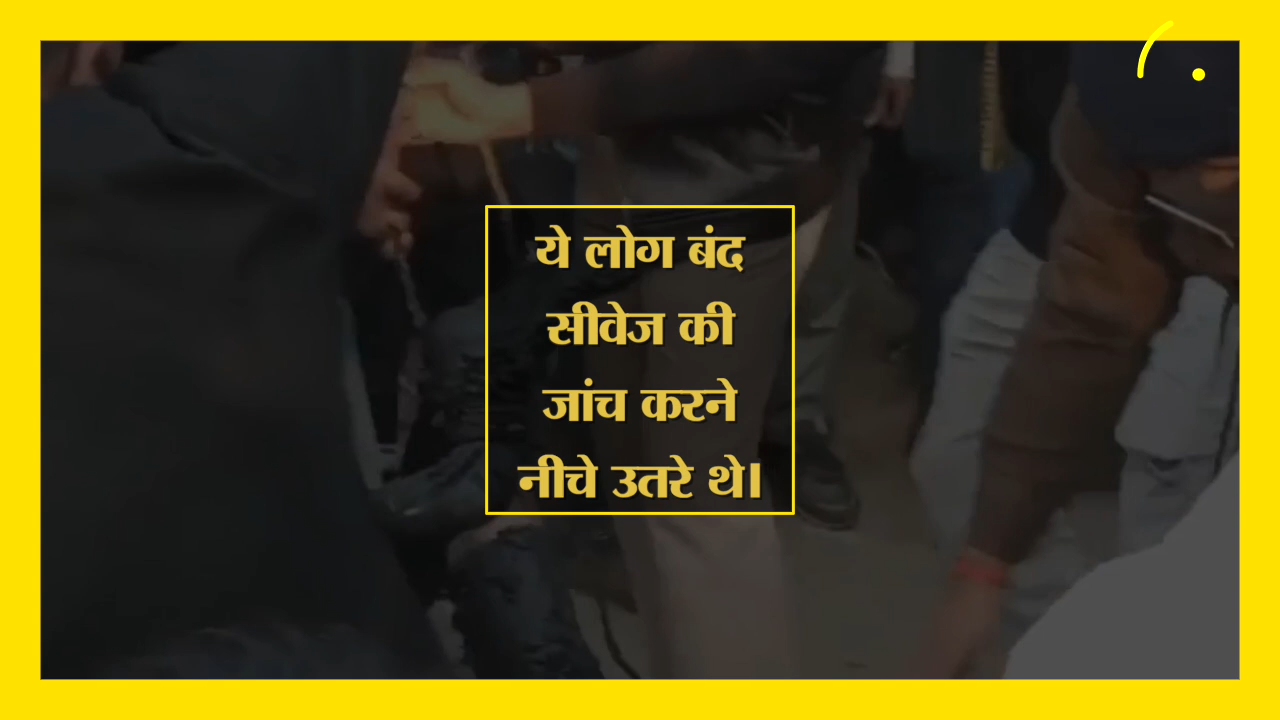 ये लोग बंद
सीवेज की
जांच करने
नीचे उतरे थे।